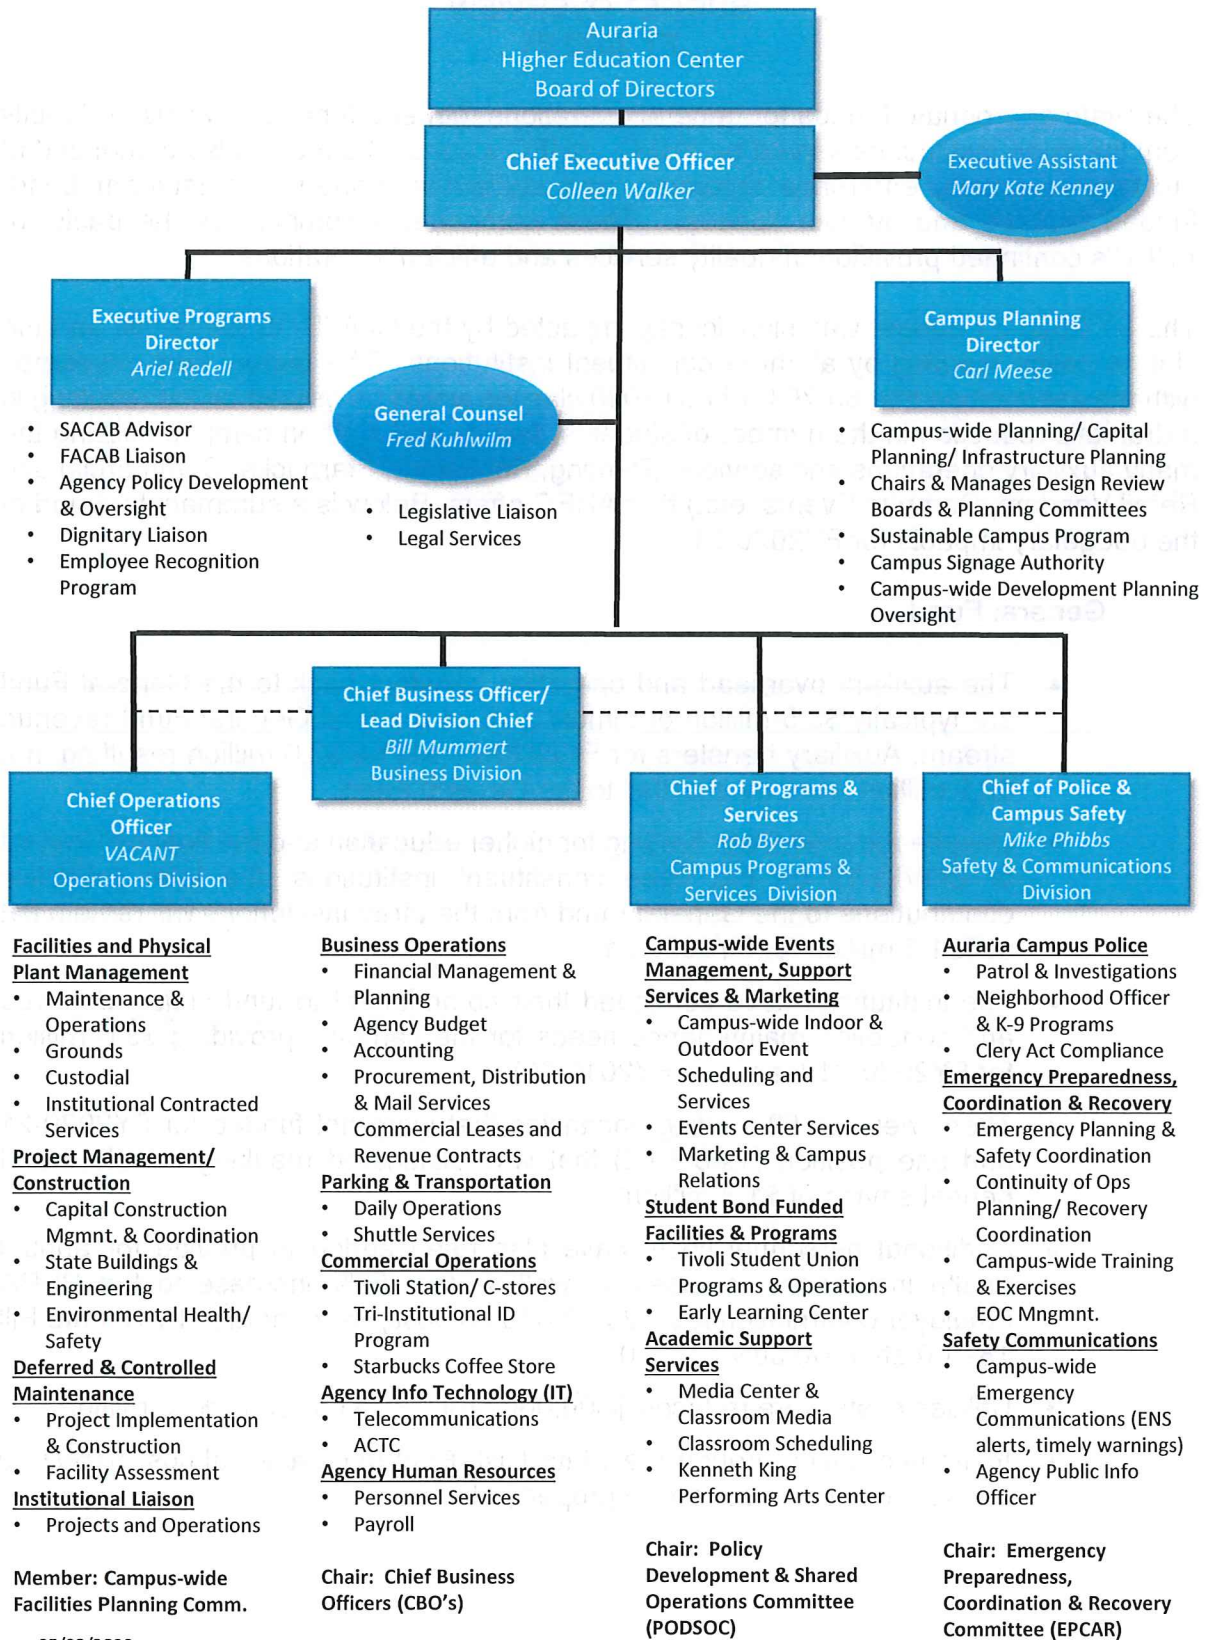 Auraria
Higher Education Center
Board of Directors
Chief Executive Officer
Colleen Walker
Executive Assistant
Mary Kate Kenney
Executive Programs
Director
Ariel Redell
Campus Planning
Director
Carl Meese
General Counsel
Fred Kuhlwilm
• SACAB Advisor
• FACAB Liaison
• Agency Policy Development
& Oversight
• Dignitary Liaison
• Employee Recognition
Program
• Legislative Liaison
• Legal Services
• Campus-wide Planning/ Capital
Planning/ Infrastructure Planning
• Chairs & Manages Design Review
Boards & Planning Committees
• Sustainable Campus Program
• Campus Signage Authority
• Campus-wide Development Planning
Oversight
Chief Operations
Officer
VACANT
Operations Division
Chief Business Officer/
Lead Division Chief
Bill Mummert
Business Division
Chief of Programs &
Services
Rob Byers
Campus Programs &
Services Division
Chief of Police &
Campus Safety
Mike Phibbs
Safety & Communications
Division
Facilities and Physical
Plant Management
• Maintenance &
Operations
• Grounds
• Custodial
• Institutional Contracted
Services
Project Management/
Construction
• Capital Construction
Mgmnt. & Coordination
• State Buildings &
Engineering
• Environmental Health/
Safety
Deferred & Controlled
Maintenance
• Project Implementation
& Construction
• Facility Assessment
Institutional Liaison
• Projects and Operations
Member: Campus-wide
Facilities Planning Comm.
Business Operations
• Financial Management &
Planning
• Agency Budget
• Accounting
• Procurement, Distribution
& Mail Services
• Commercial Leases and
Revenue Contracts
Parking & Transportation
• Daily Operations
• Shuttle Services
Commercial Operations
• Tivoli Station/ C-stores
• Tri-Institutional ID
Program
• Starbucks Coffee Store
Agency Info Technology (IT)
• Telecommunications
• ACTC
Agency Human Resources
• Personnel Services
• Payroll
Chair: Chief Business
Officers (CBO's)
Campus-wide Events
Management, Support
Services & Marketing
• Campus-wide Indoor &
Outdoor Event
Scheduling and
Services
• Events Center Services
• Marketing & Campus
Relations
Student Bond Funded
Facilities & Programs
• Tivoli Student Union
Programs & Operations
• Early Learning Center
Academic Support
Services
• Media Center &
Classroom Media
• Classroom Scheduling
• Kenneth King
Performing Arts Center
Chair: Policy
Development & Shared
Operations Committee
(PODSOC)
Auraria Campus Police
• Patrol & Investigations
• Neighborhood Officer
& K-9 Programs
• Clery Act Compliance
Emergency Preparedness,
Coordination & Recovery
• Emergency Planning &
Safety Coordination
• Continuity of Ops
Planning/ Recovery
Coordination
• Campus-wide Training
& Exercises
• EOC Mngmnt.
Safety Communications
• Campus-wide
Emergency
Communications (ENS
alerts, timely warnings)
• Agency Public Info
Officer
Chair: Emergency
Preparedness,
Coordination & Recovery
Committee (EPCAR)